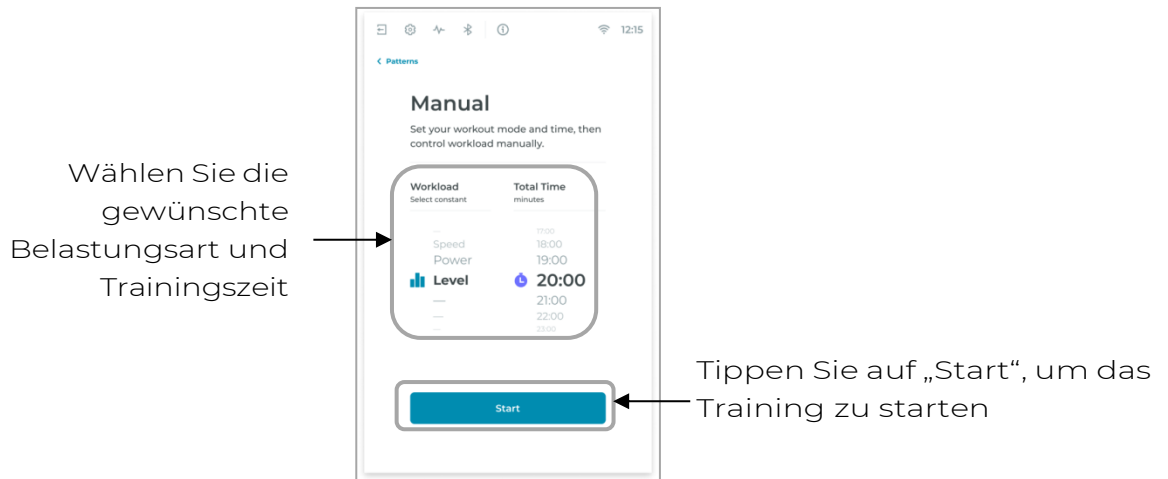 12:15
Patterns
Manual
Set your workout mode and time, then
control workload manually.
Wählen Sie die
gewünschte
Belastungsart und
Trainingszeit
Workload
Select constant
Total Time
minutes
—
Speed
Power
Level
—
—
—
17:00
18:00
19:00
20:00
21:00
22:00
23:00
Start
Tippen Sie auf „Start“, um das
Training zu starten